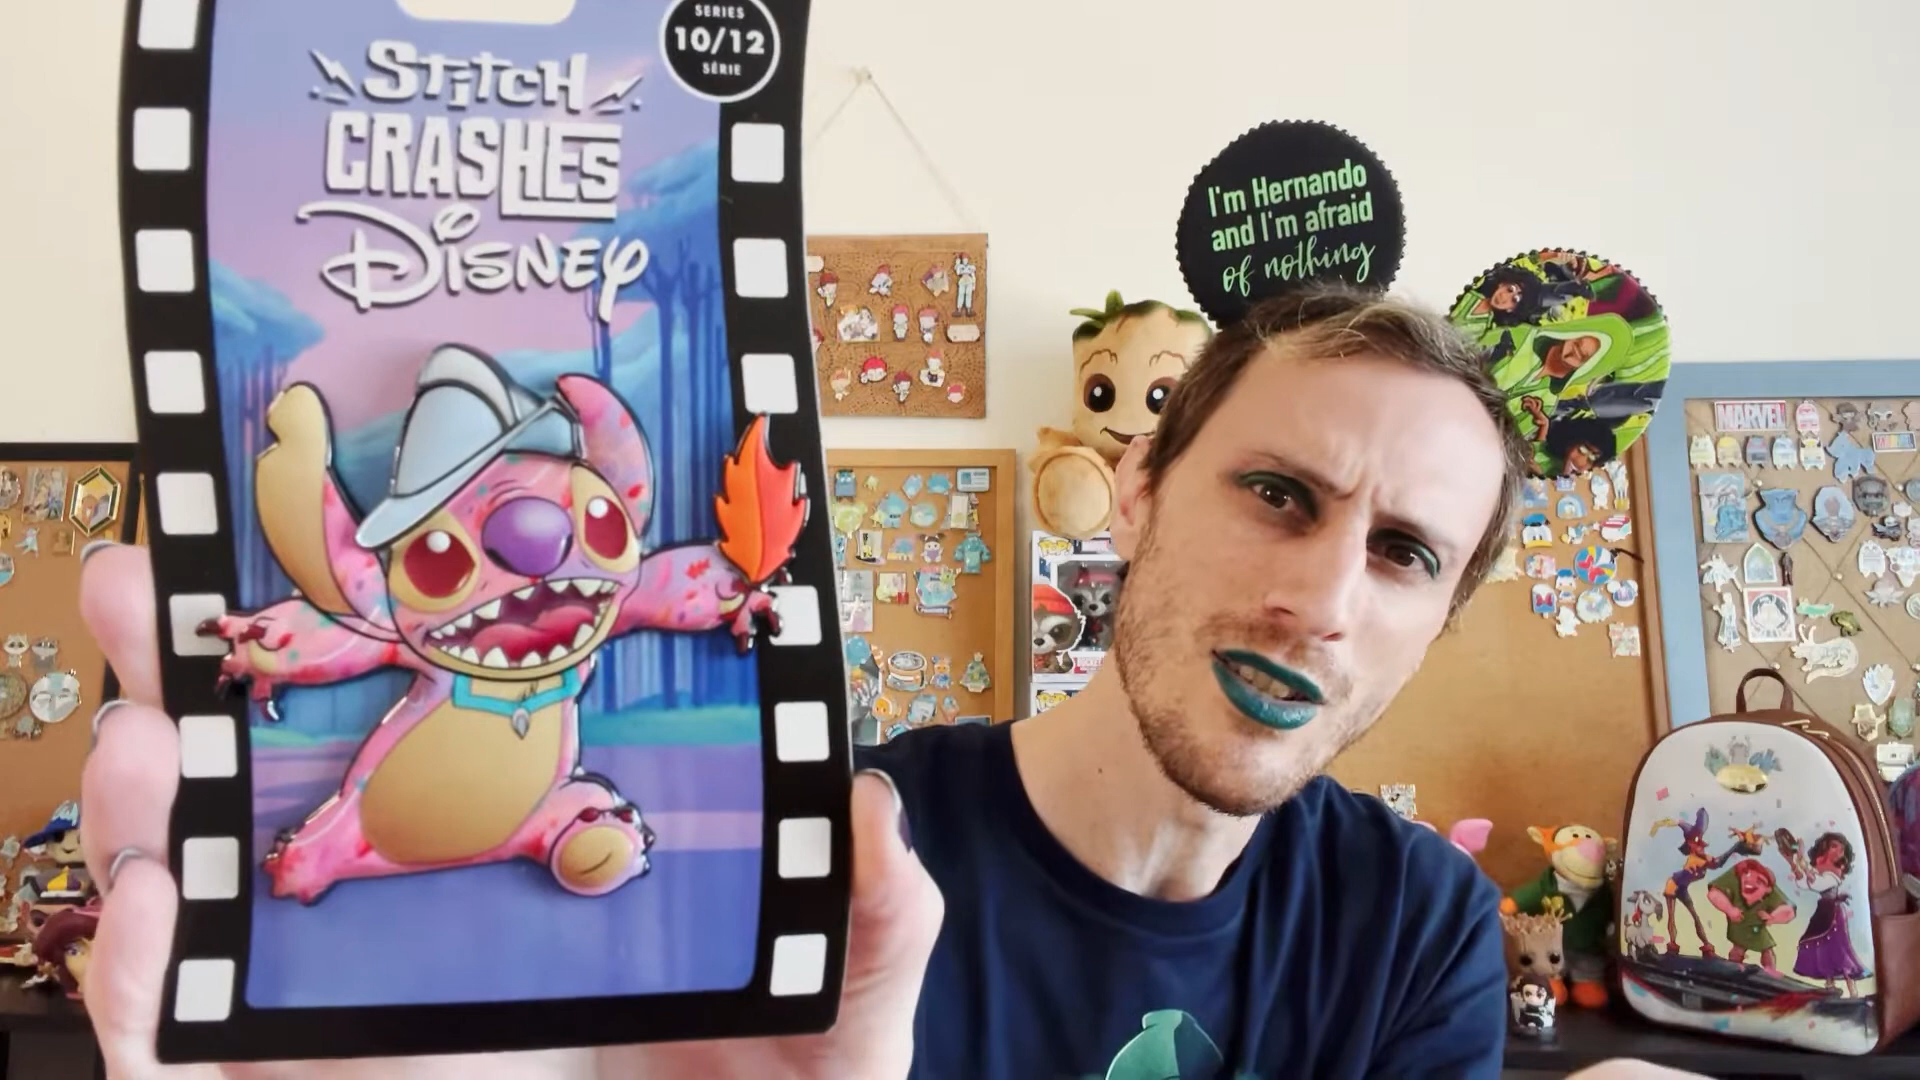 SERIES
10/12
SÉRIE
STiTCH
CRASHES
DisNEY
I'm Hernando
and I'm afraid
of nothing
MARVEL